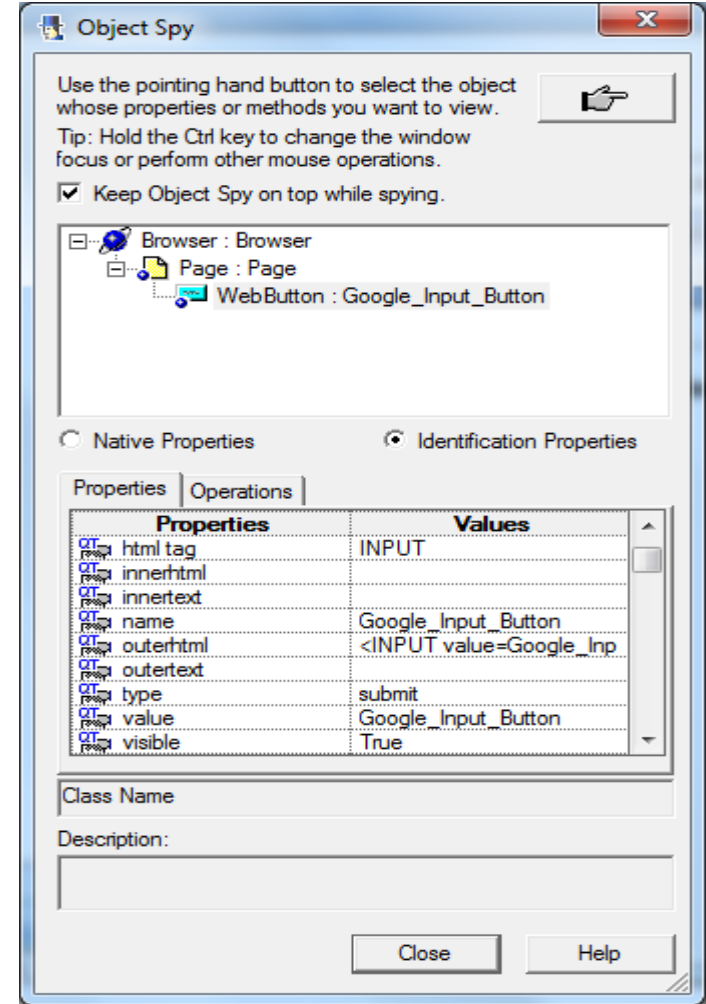 Object Spy
Use the pointing hand button to select the object
whose properties or methods you want to view.
Tip: Hold the Ctrl key to change the window
focus or perform other mouse operations.
Keep Object Spy on top while spying.
Browser : Browser
Page : Page
WebButton : Google_Input_Button
Native Properties Identification Properties
Properties Operations
Properties Values
html tag INPUT
innerhtml
innertext
name Google_Input_Button
outerhtml <INPUT value=Google_Inp
outertext
type submit
value Google_Input_Button
visible True
Class Name
Description:
Close Help